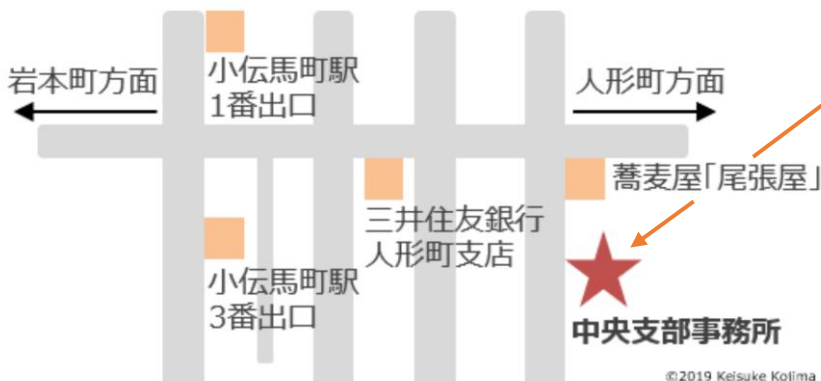 岩本町方面
小伝馬町駅
1番出口
人形町方面
蕎麦屋「尾張屋」
三井住友銀行
人形町支店
小伝馬町駅
3番出口
中央支部事務所
©2019 Keisuke Kojima